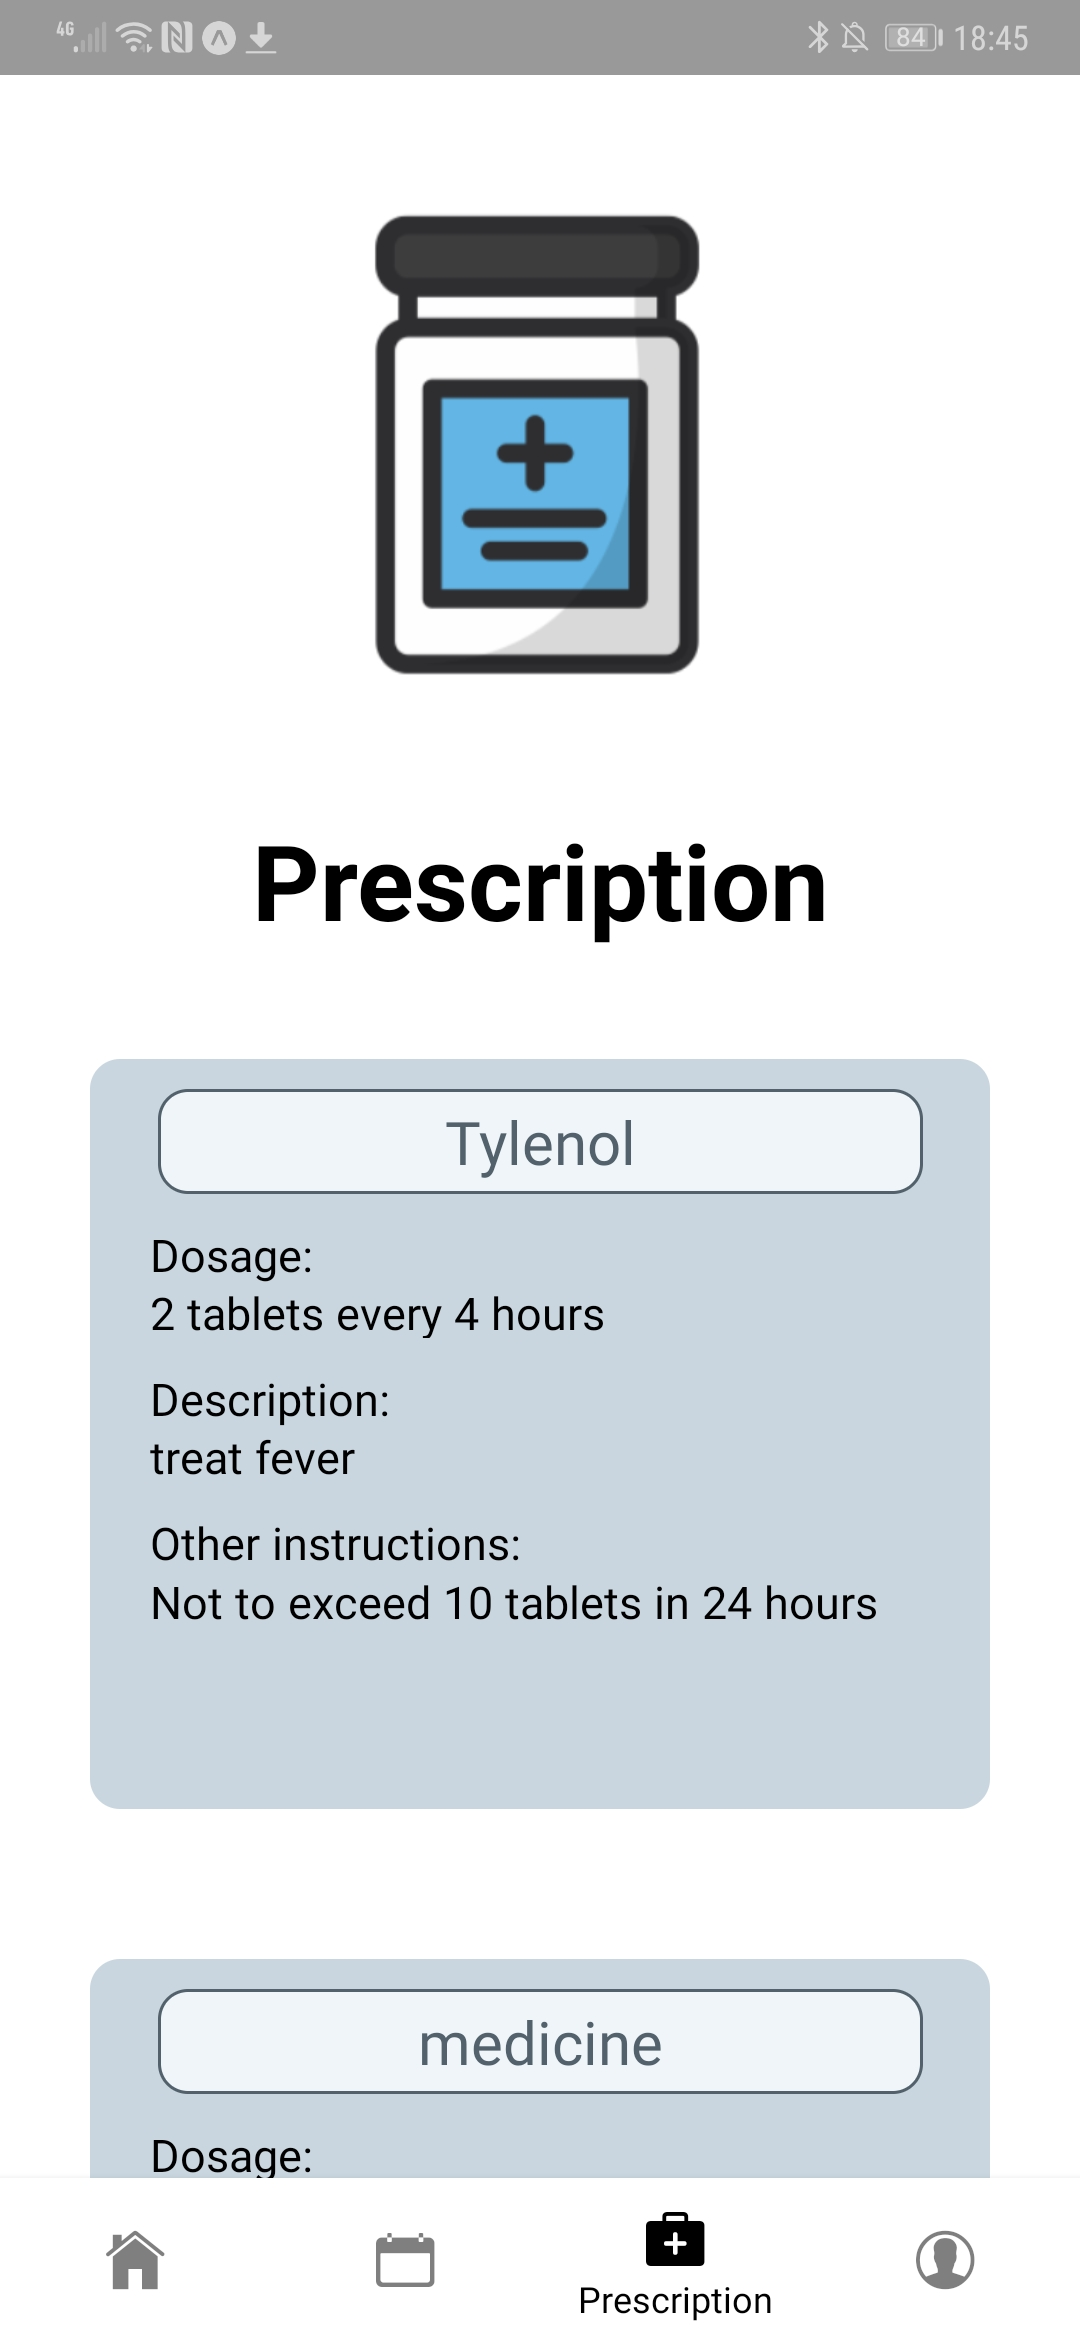 4G 84 18:45
Prescription
Tylenol
Dosage:
2 tablets every 4 hours
Description:
treat fever
Other instructions:
Not to exceed 10 tablets in 24 hours
medicine
Dosage:
Prescription